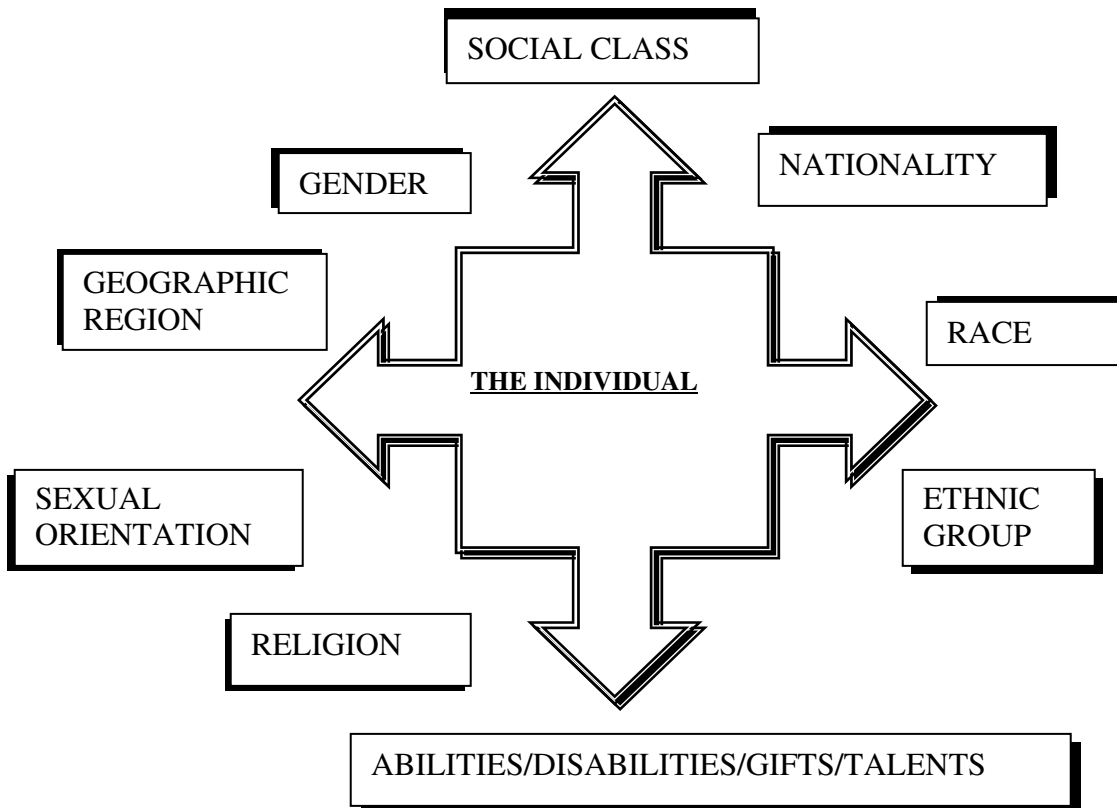 SOCIAL CLASS
NATIONALITY
GENDER
GEOGRAPHIC
REGION
RACE
THE INDIVIDUAL
SEXUAL
ORIENTATION
ETHNIC
GROUP
RELIGION
ABILITIES/DISABILITIES/GIFTS/TALENTS